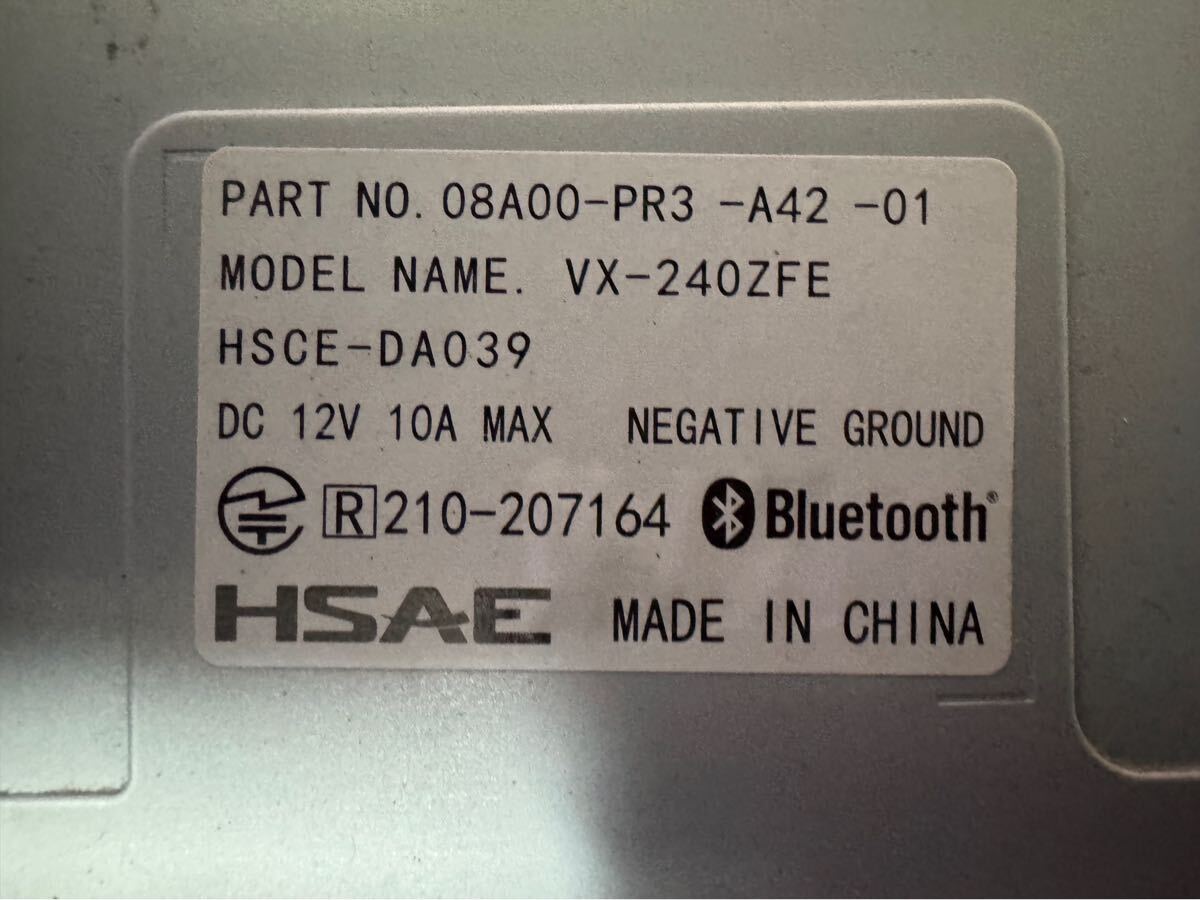 PART NO. 08A00-PR3 -A42 -01
MODEL NAME. VX-240ZFE
HSCE-DA039
DC 12V 10A MAX NEGATIVE GROUND
R 210-207164 Bluetooth®
HSAE MADE IN CHINA